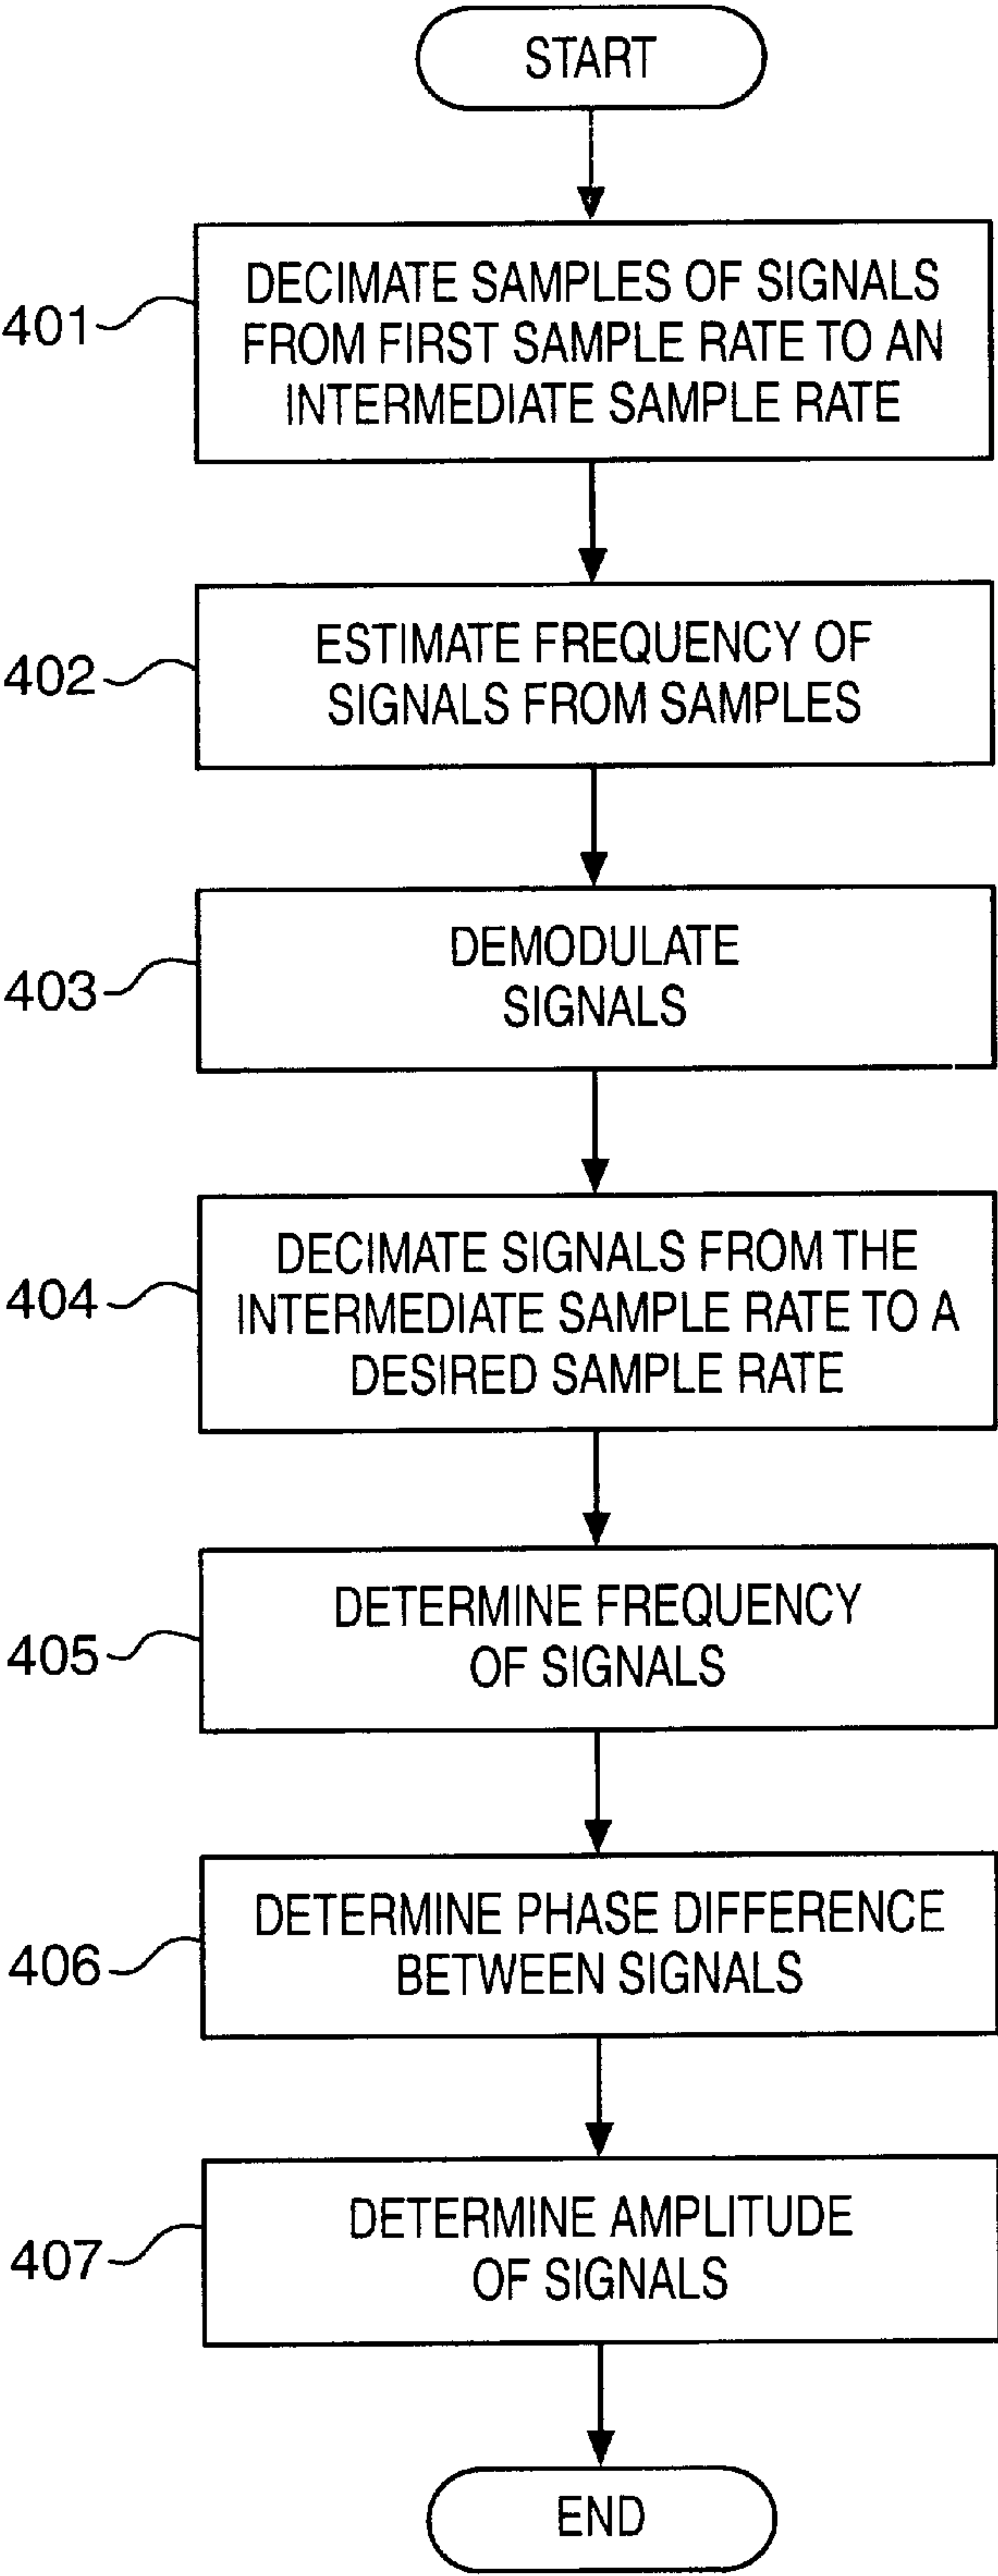 START
401
DECIMATE SAMPLES OF SIGNALS
FROM FIRST SAMPLE RATE TO AN
INTERMEDIATE SAMPLE RATE
402
ESTIMATE FREQUENCY OF
SIGNALS FROM SAMPLES
403
DEMODULATE
SIGNALS
404
DECIMATE SIGNALS FROM THE
INTERMEDIATE SAMPLE RATE TO A
DESIRED SAMPLE RATE
405
DETERMINE FREQUENCY
OF SIGNALS
406
DETERMINE PHASE DIFFERENCE
BETWEEN SIGNALS
407
DETERMINE AMPLITUDE
OF SIGNALS
END